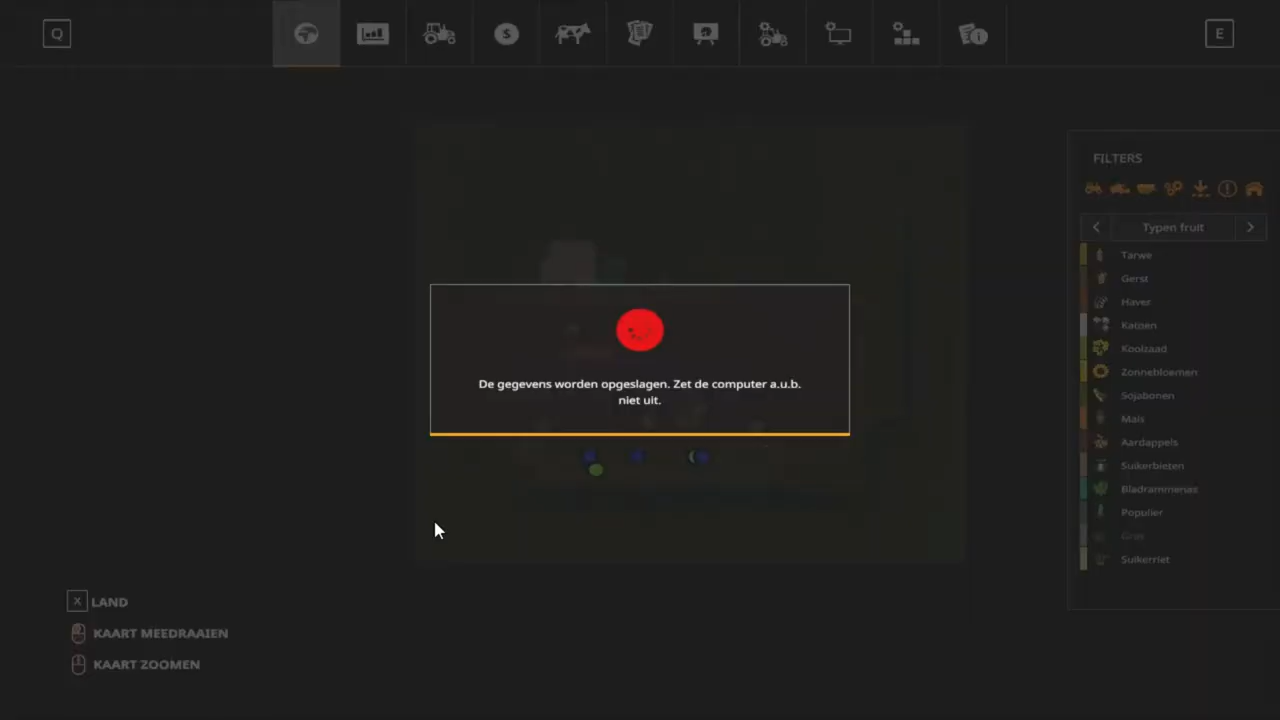 Q
E
FILTERS
Typen fruit
Tarwe
Gerst
Haver
Katoen
Koolzaad
Zonnebloemen
Sojabonen
Mais
De gegevens worden opgeslagen. Zet de computer a.u.b.
niet uit.
Aardappels
Suikerbieten
Bladrammenas
Populier
Gras
Suikerriet
X LAND
KAART MEEDRAAIEN
KAART ZOOMEN